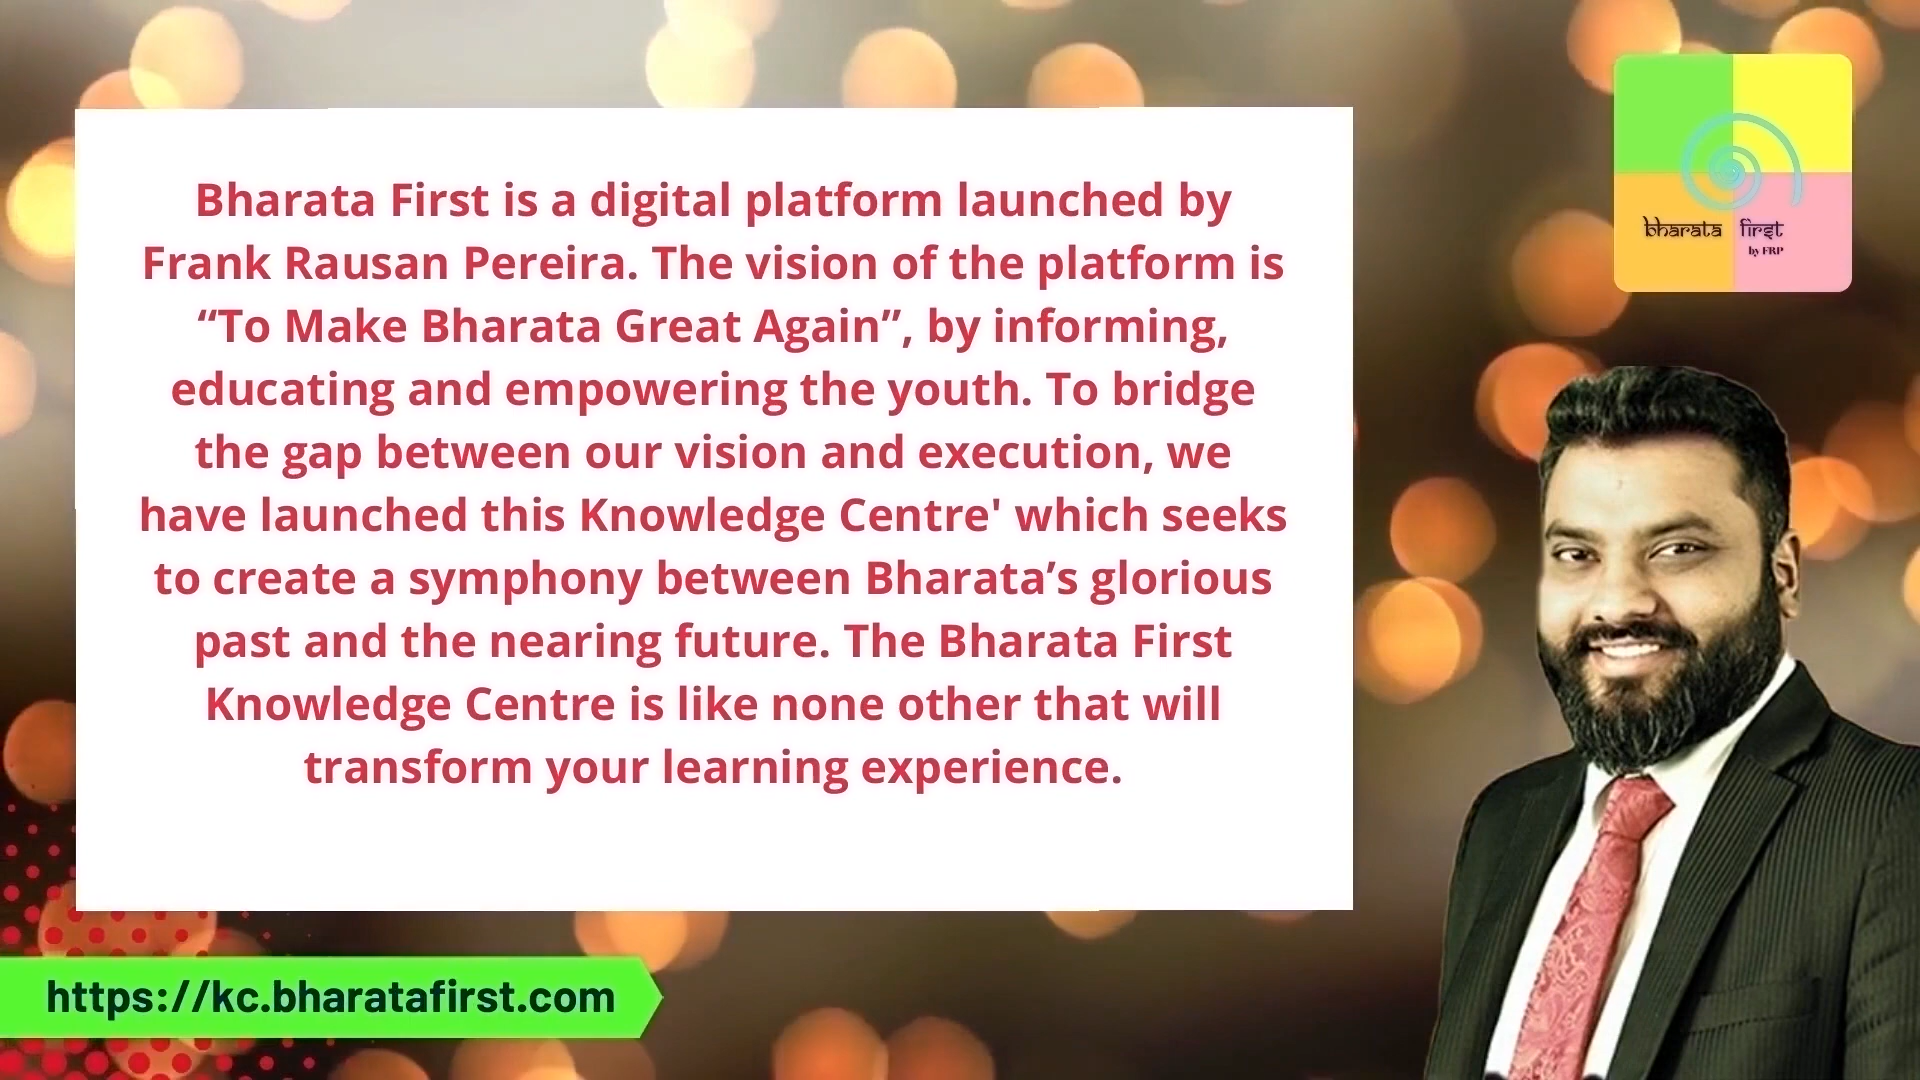 Bharata First is a digital platform launched by
Frank Rausan Pereira. The vision of the platform is
“To Make Bharata Great Again”, by informing,
educating and empowering the youth. To bridge
the gap between our vision and execution, we
have launched this Knowledge Centre' which seeks
to create a symphony between Bharata’s glorious
past and the nearing future. The Bharata First
Knowledge Centre is like none other that will
transform your learning experience.
bharata first
by FRP
https://kc.bharatafirst.com